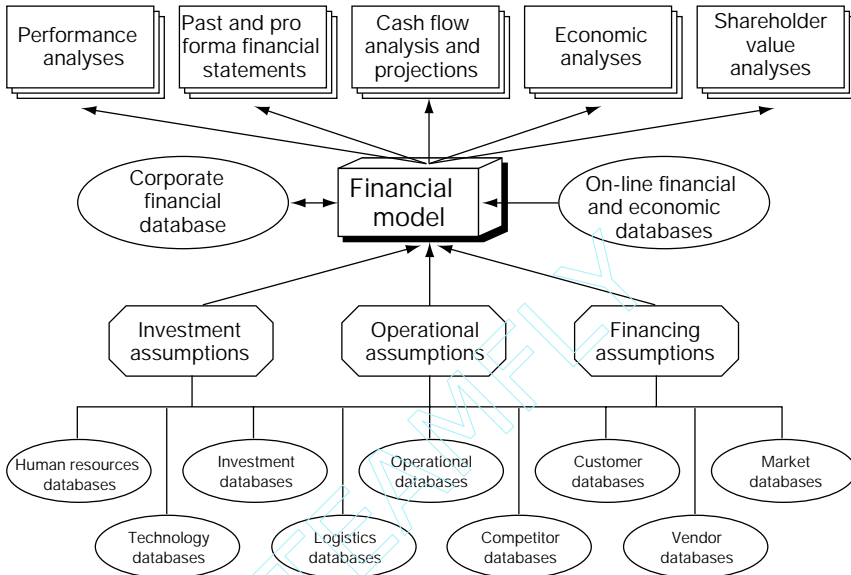 Performance
analyses
Past and pro
forma financial
statements
Cash flow
analysis and
projections
Economic
analyses
Shareholder
value
analyses
Corporate
financial
database
Financial
model
On-line financial
and economic
databases
Investment
assumptions
Operational
assumptions
Financing
assumptions
Human resources
databases
Investment
databases
Operational
databases
Customer
databases
Market
databases
Technology
databases
Logistics
databases
Competitor
databases
Vendor
databases
TEAMFLY